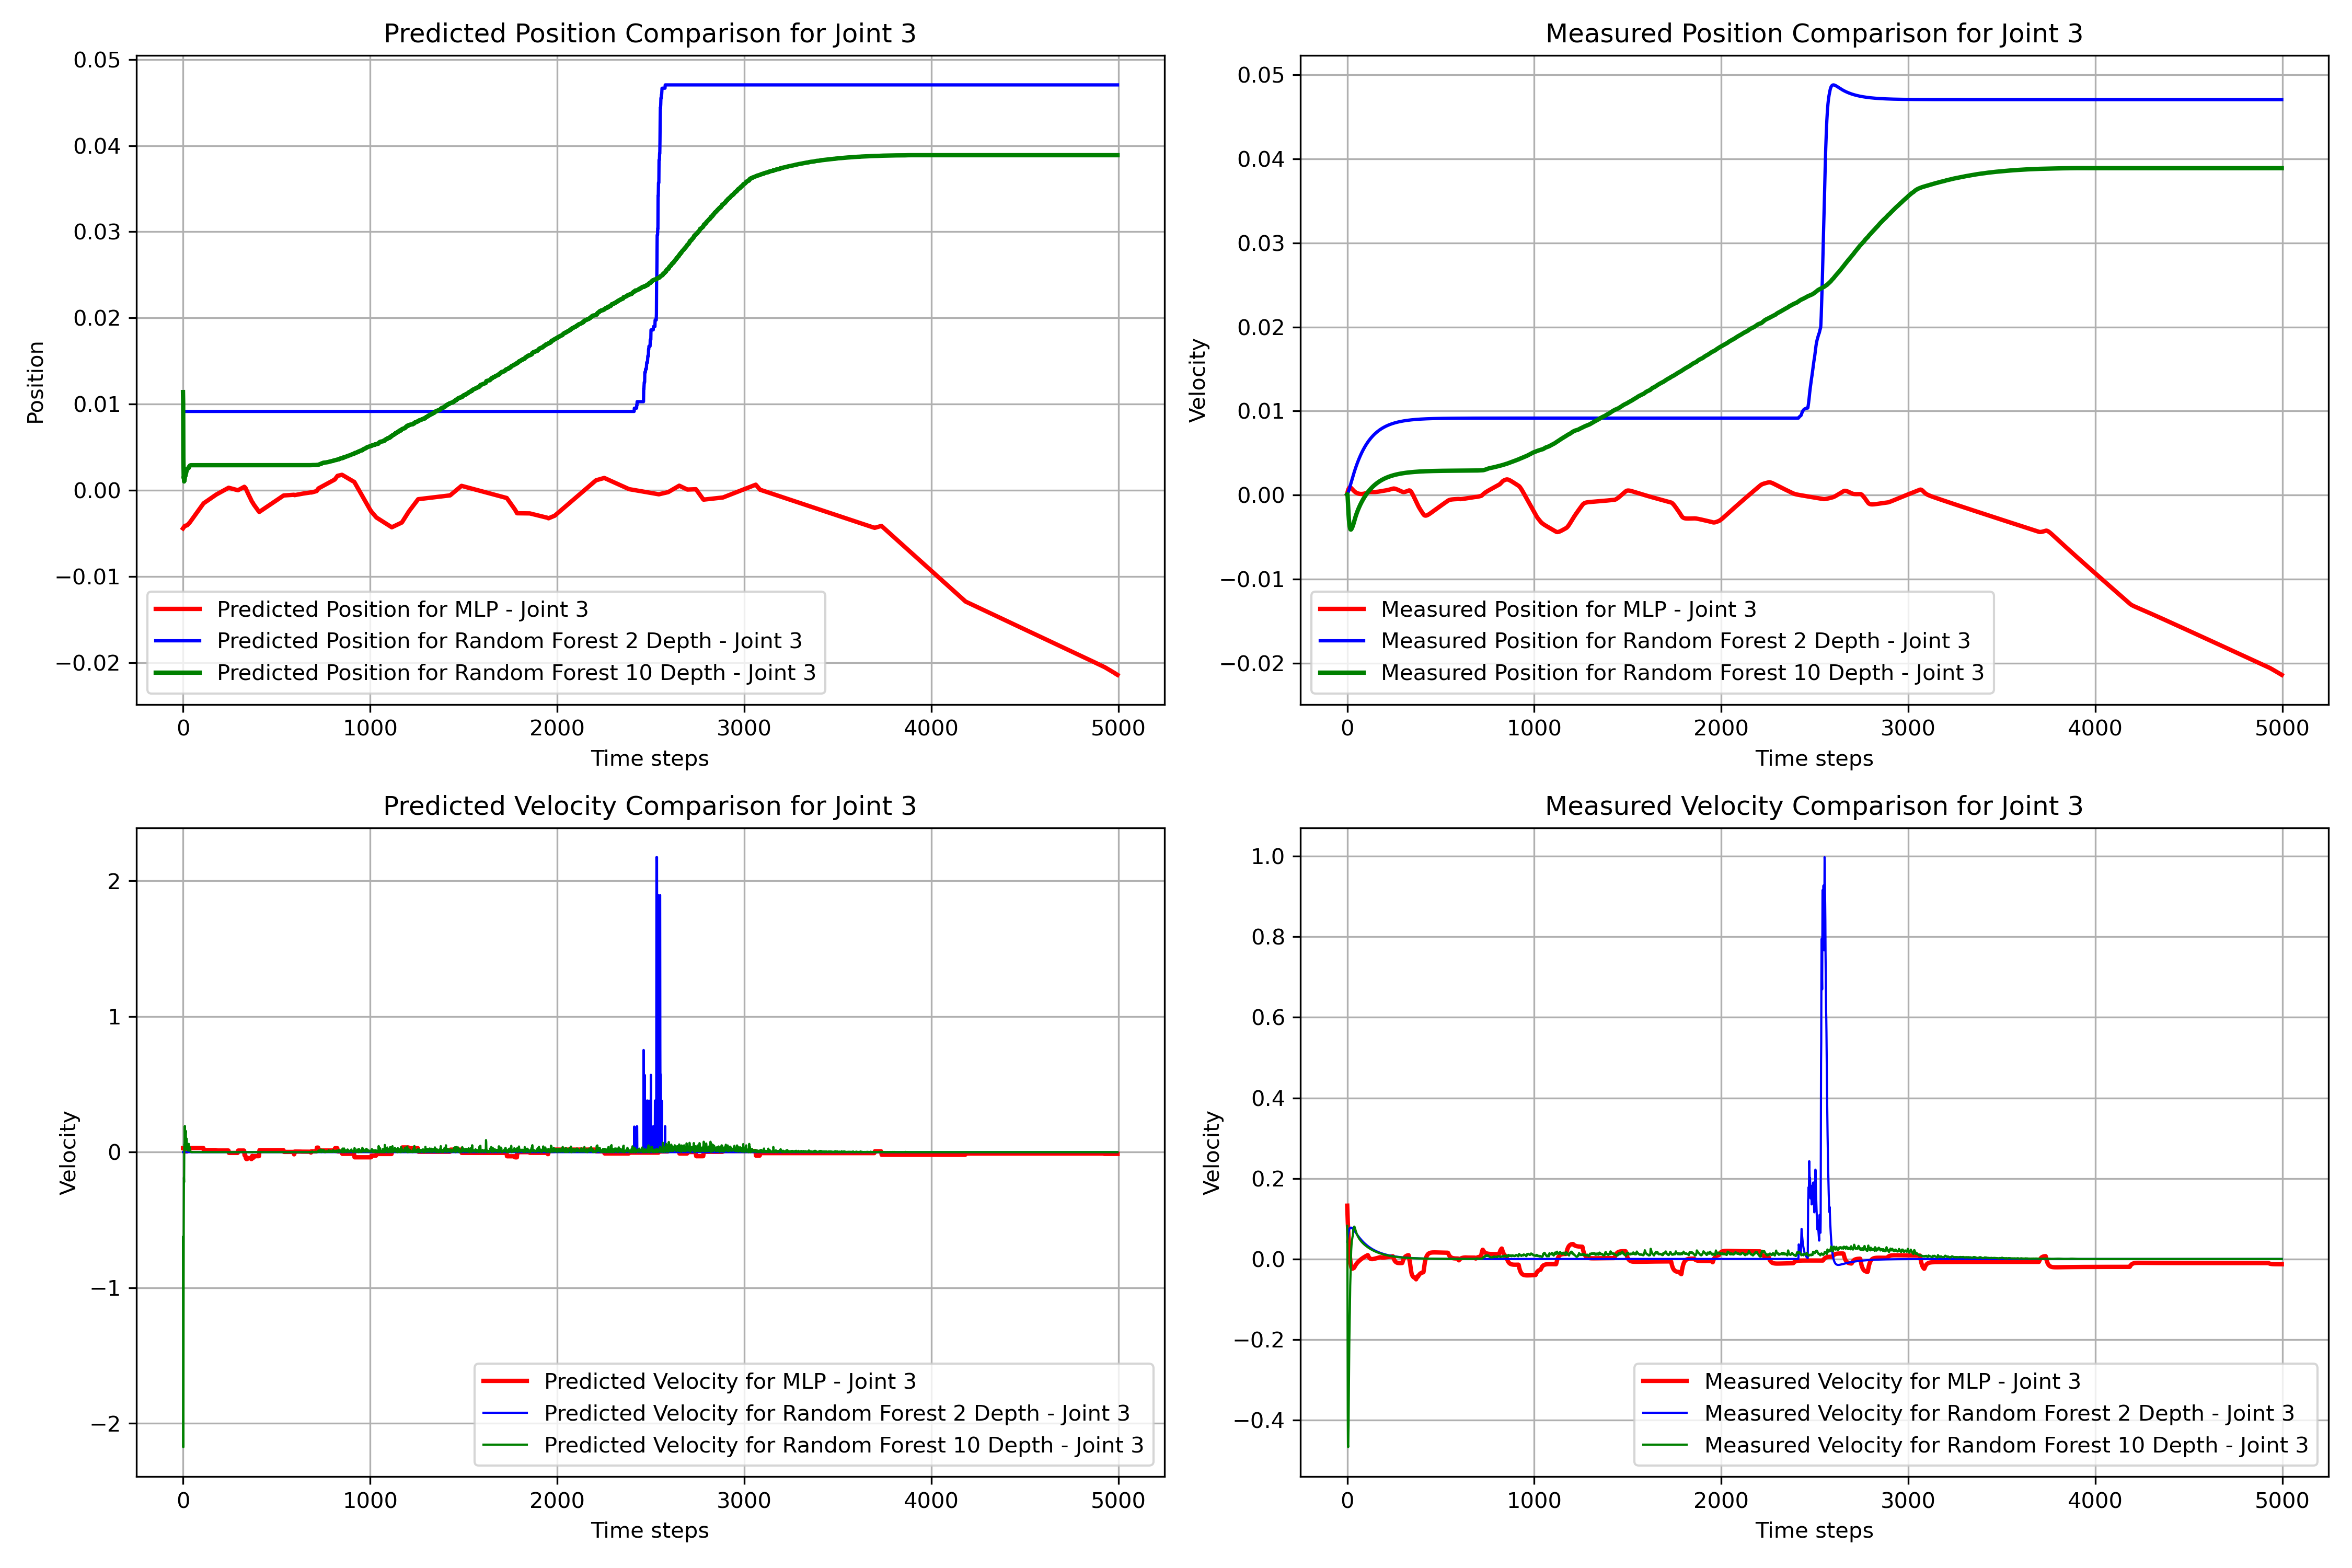 Predicted Position Comparison for Joint 3
Position
0.05
0.04
0.03
0.02
0.01
0.00
−0.01
−0.02
Predicted Position for MLP - Joint 3
Predicted Position for Random Forest 2 Depth - Joint 3
Predicted Position for Random Forest 10 Depth - Joint 3
0 1000 2000 3000 4000 5000
Time steps
Measured Position Comparison for Joint 3
Velocity
0.05
0.04
0.03
0.02
0.01
0.00
−0.01
−0.02
Measured Position for MLP - Joint 3
Measured Position for Random Forest 2 Depth - Joint 3
Measured Position for Random Forest 10 Depth - Joint 3
0 1000 2000 3000 4000 5000
Time steps
Predicted Velocity Comparison for Joint 3
Velocity
2
1
0
−1
−2
Predicted Velocity for MLP - Joint 3
Predicted Velocity for Random Forest 2 Depth - Joint 3
Predicted Velocity for Random Forest 10 Depth - Joint 3
0 1000 2000 3000 4000 5000
Time steps
Measured Velocity Comparison for Joint 3
Velocity
1.0
0.8
0.6
0.4
0.2
0.0
−0.2
−0.4
Measured Velocity for MLP - Joint 3
Measured Velocity for Random Forest 2 Depth - Joint 3
Measured Velocity for Random Forest 10 Depth - Joint 3
0 1000 2000 3000 4000 5000
Time steps